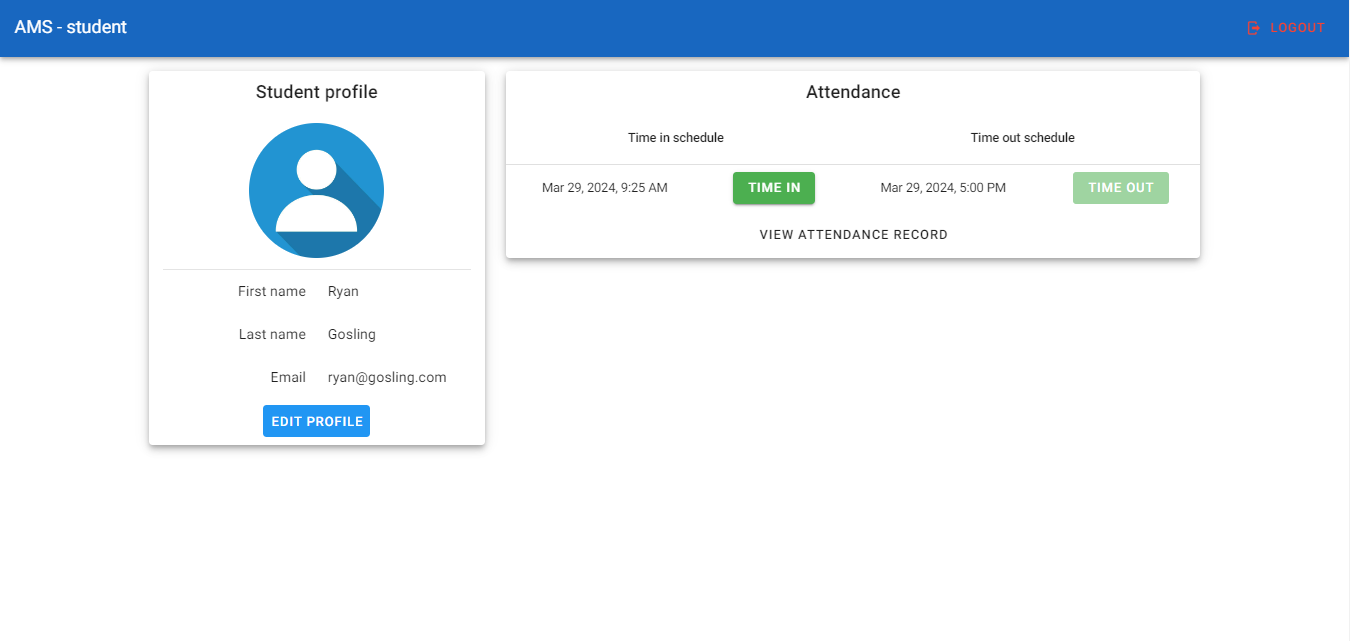 AMS - student
LOGOUT
Student profile
First name Ryan
Last name Gosling
Email ryan@gosling.com
EDIT PROFILE
Attendance
Time in schedule Time out schedule
Mar 29, 2024, 9:25 AM TIME IN Mar 29, 2024, 5:00 PM TIME OUT
VIEW ATTENDANCE RECORD